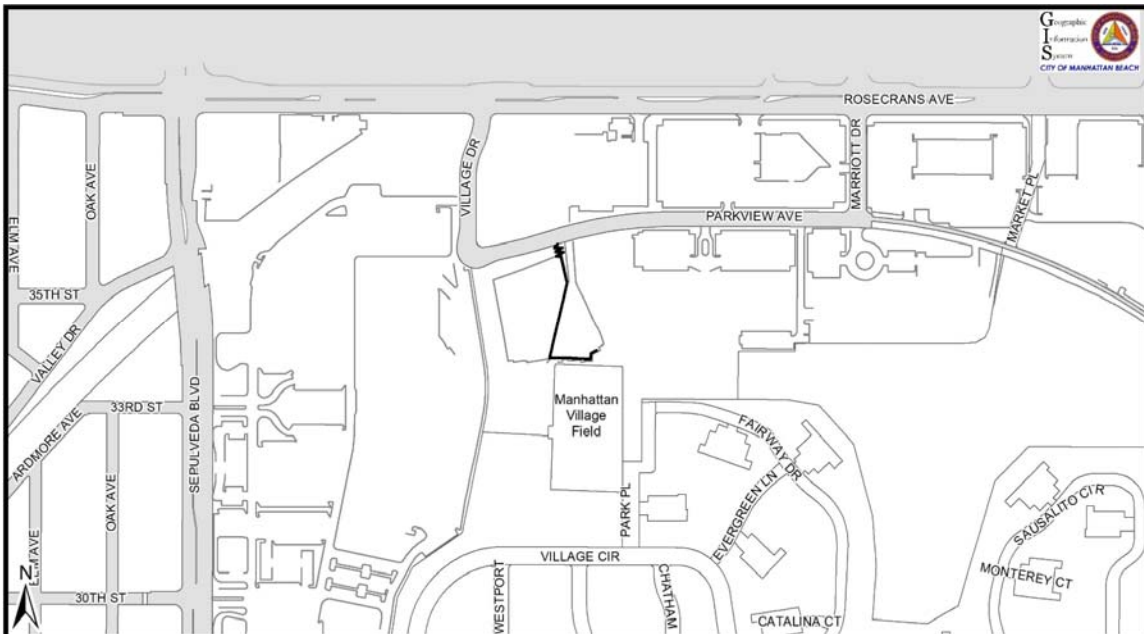 Geographic
Information
System
CITY OF MANHATTAN BEACH
ROSECRANS AVE
OAK AVE
VILLAGE DR
MARRIOTT DR
PARKVIEW AVE
MARKET PL
ELM AVE
35TH ST
VALLEY DR
SEPULVEDA BLVD
33RD ST
ARDMORE AVE
Manhattan
Village
Field
FAIRWAY DR
OAK AVE
EVERGREEN LN
PARK PL
SAUSALITO CIR
ELM AVE
N
VILLAGE CIR
MONTEREY CT
30TH ST
WESTPORT
CHATHAM
CATALINA CT